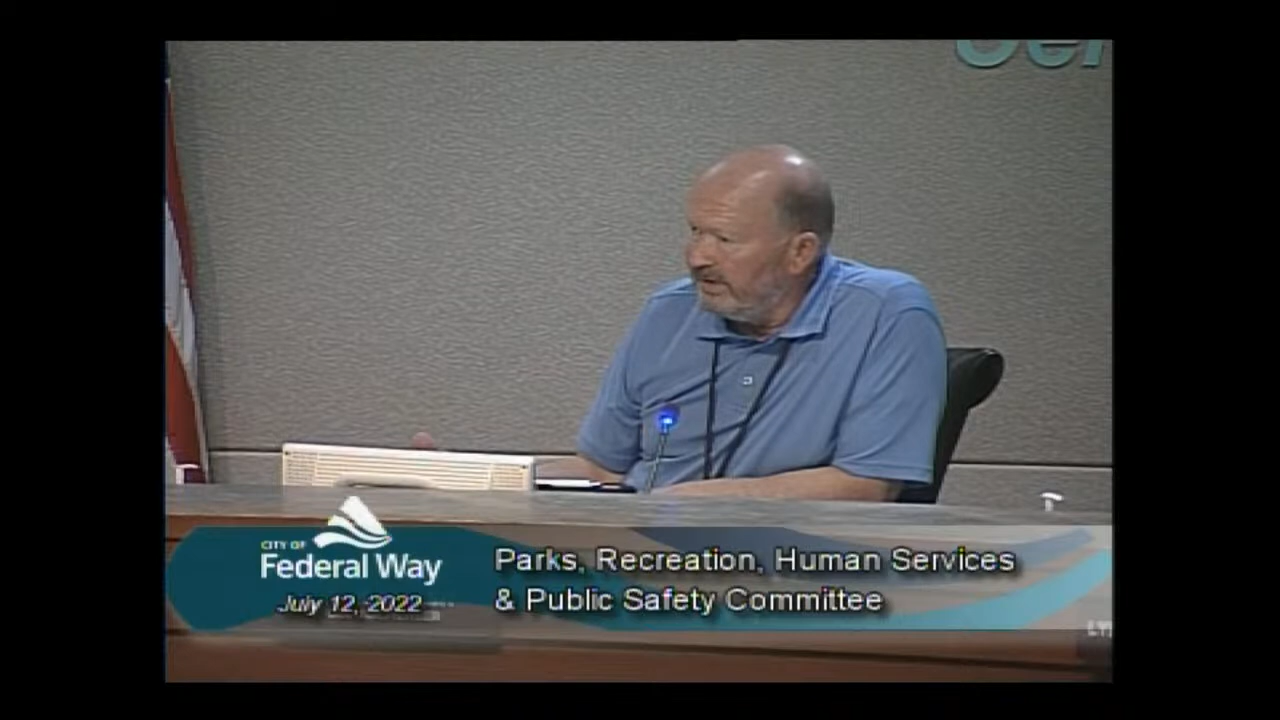 CITY OF
Federal Way
July 12, 2022
Parks, Recreation, Human Services
& Public Safety Committee